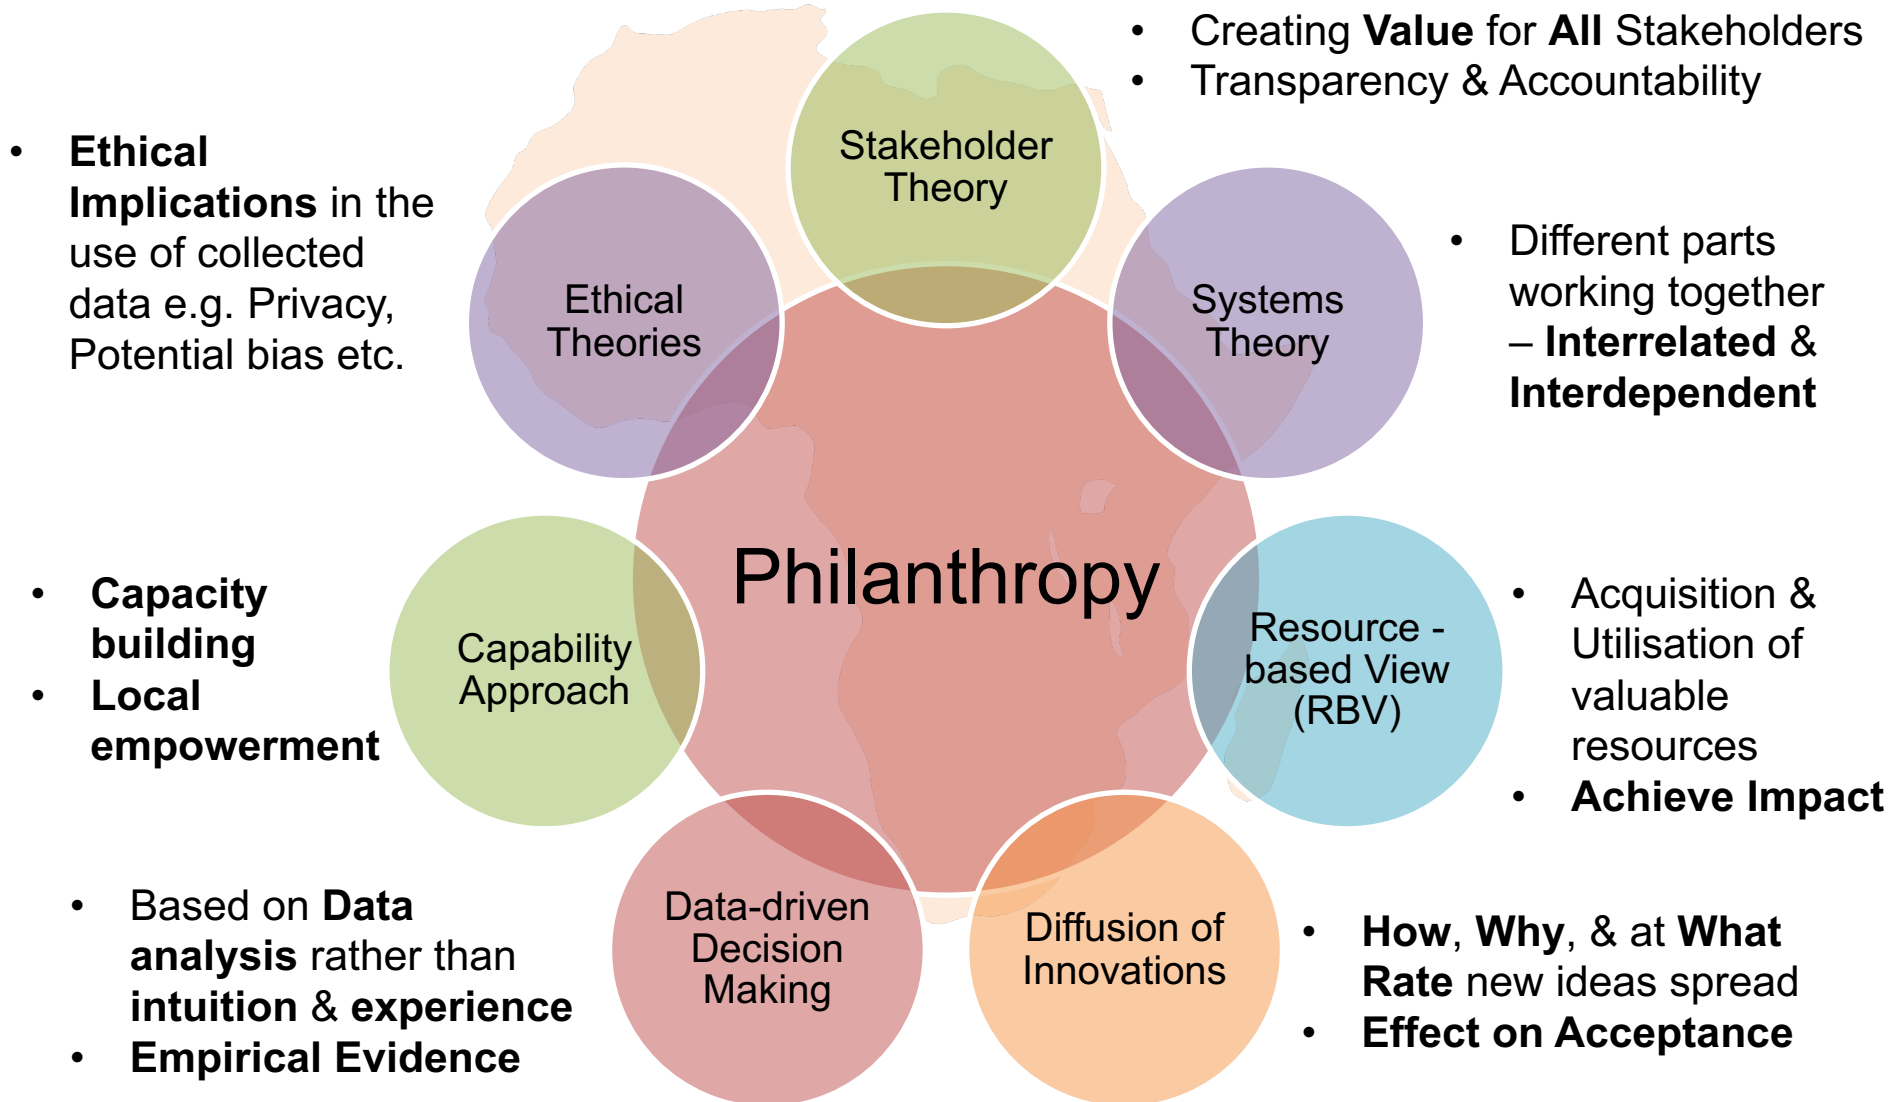 • Creating Value for All Stakeholders
• Transparency & Accountability
Stakeholder
Theory
• Different parts
working together
– Interrelated &
Interdependent
Systems
Theory
• Acquisition &
Utilisation of
valuable
resources
• Achieve Impact
Resource -
based View
(RBV)
• How, Why, & at What
Rate new ideas spread
• Effect on Acceptance
Diffusion of
Innovations
Data-driven
Decision
Making
• Based on Data
analysis rather than
intuition & experience
• Empirical Evidence
Capability
Approach
• Capacity
building
• Local
empowerment
Ethical
Theories
• Ethical
Implications in the
use of collected
data e.g. Privacy,
Potential bias etc.
Philanthropy